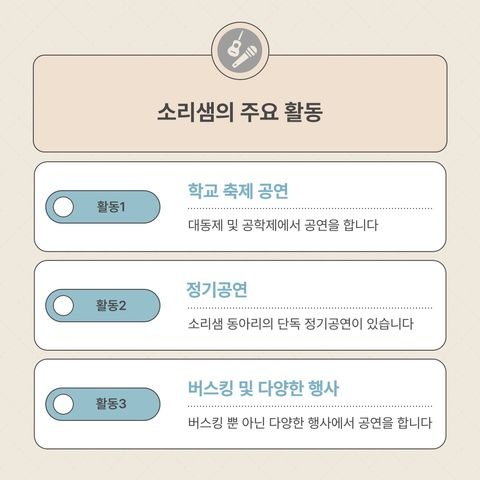 소리샘의 주요 활동
활동1
학교 축제 공연
대동제 및 공학제에서 공연을 합니다
활동2
정기공연
소리샘 동아리의 단독 정기공연이 있습니다
활동3
버스킹 및 다양한 행사
버스킹 뿐 아닌 다양한 행사에서 공연을 합니다